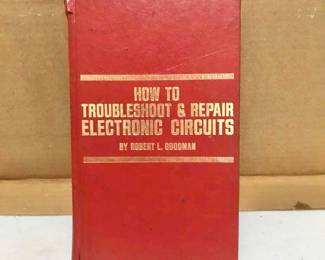 HOW TO
TROUBLESHOOT & REPAIR
ELECTRONIC CIRCUITS
BY ROBERT L. GOODMAN